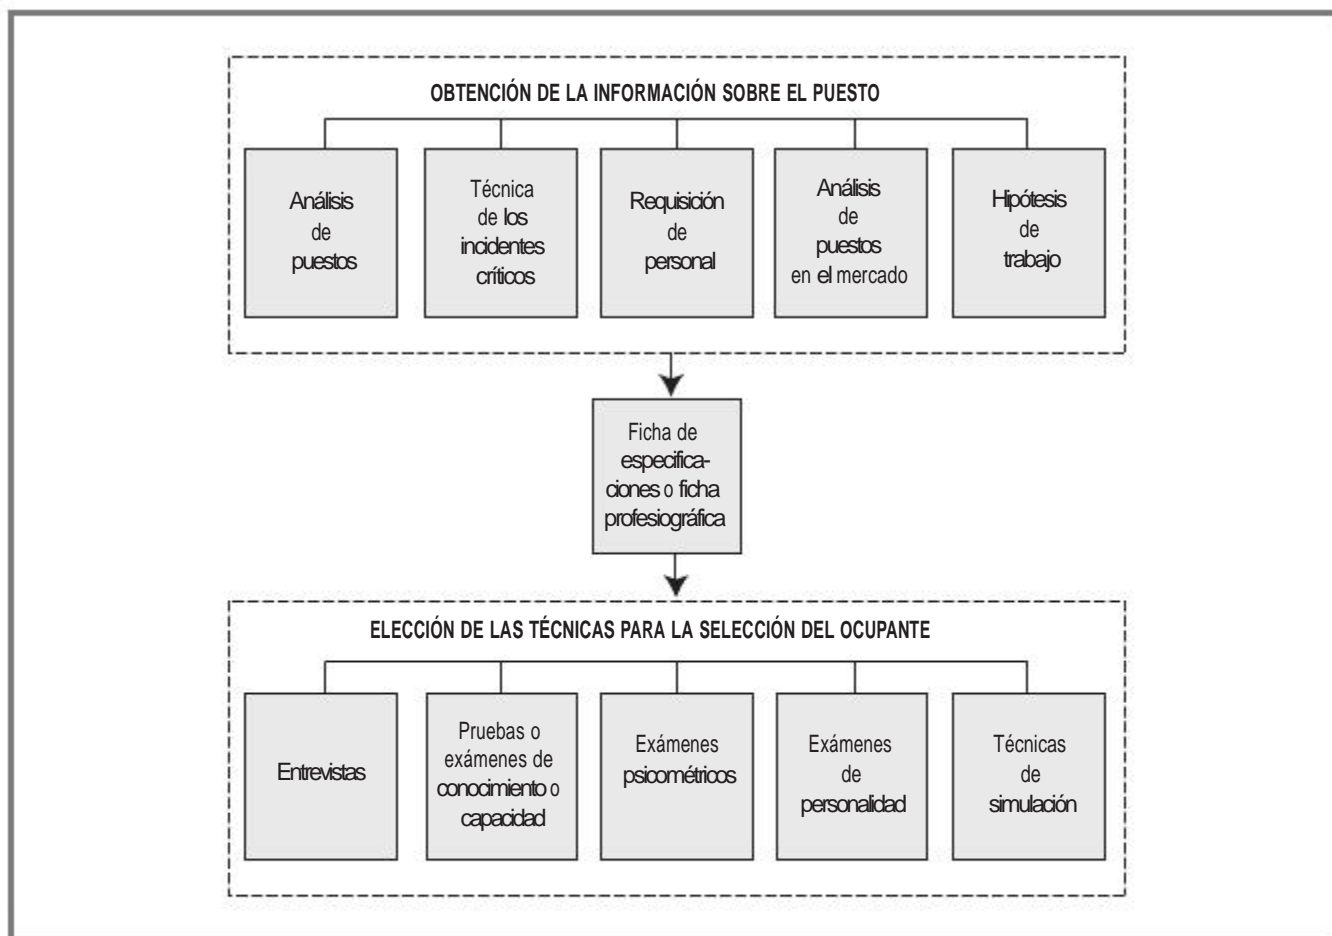 OBTENCIÓN DE LA INFORMACIÓN SOBRE EL PUESTO
Análisis
de
puestos
Técnica
de los
incidentes
críticos
Requisición
de
personal
Análisis
de
puestos
en el mercado
Hipótesis
de
trabajo
Ficha de
especifica-
ciones o ficha
profesiográfica
ELECCIÓN DE LAS TÉCNICAS PARA LA SELECCIÓN DEL OCUPANTE
Entrevistas
Pruebas o
exámenes de
conocimiento o
capacidad
Exámenes
psicométricos
Exámenes
de
personalidad
Técnicas
de
simulación